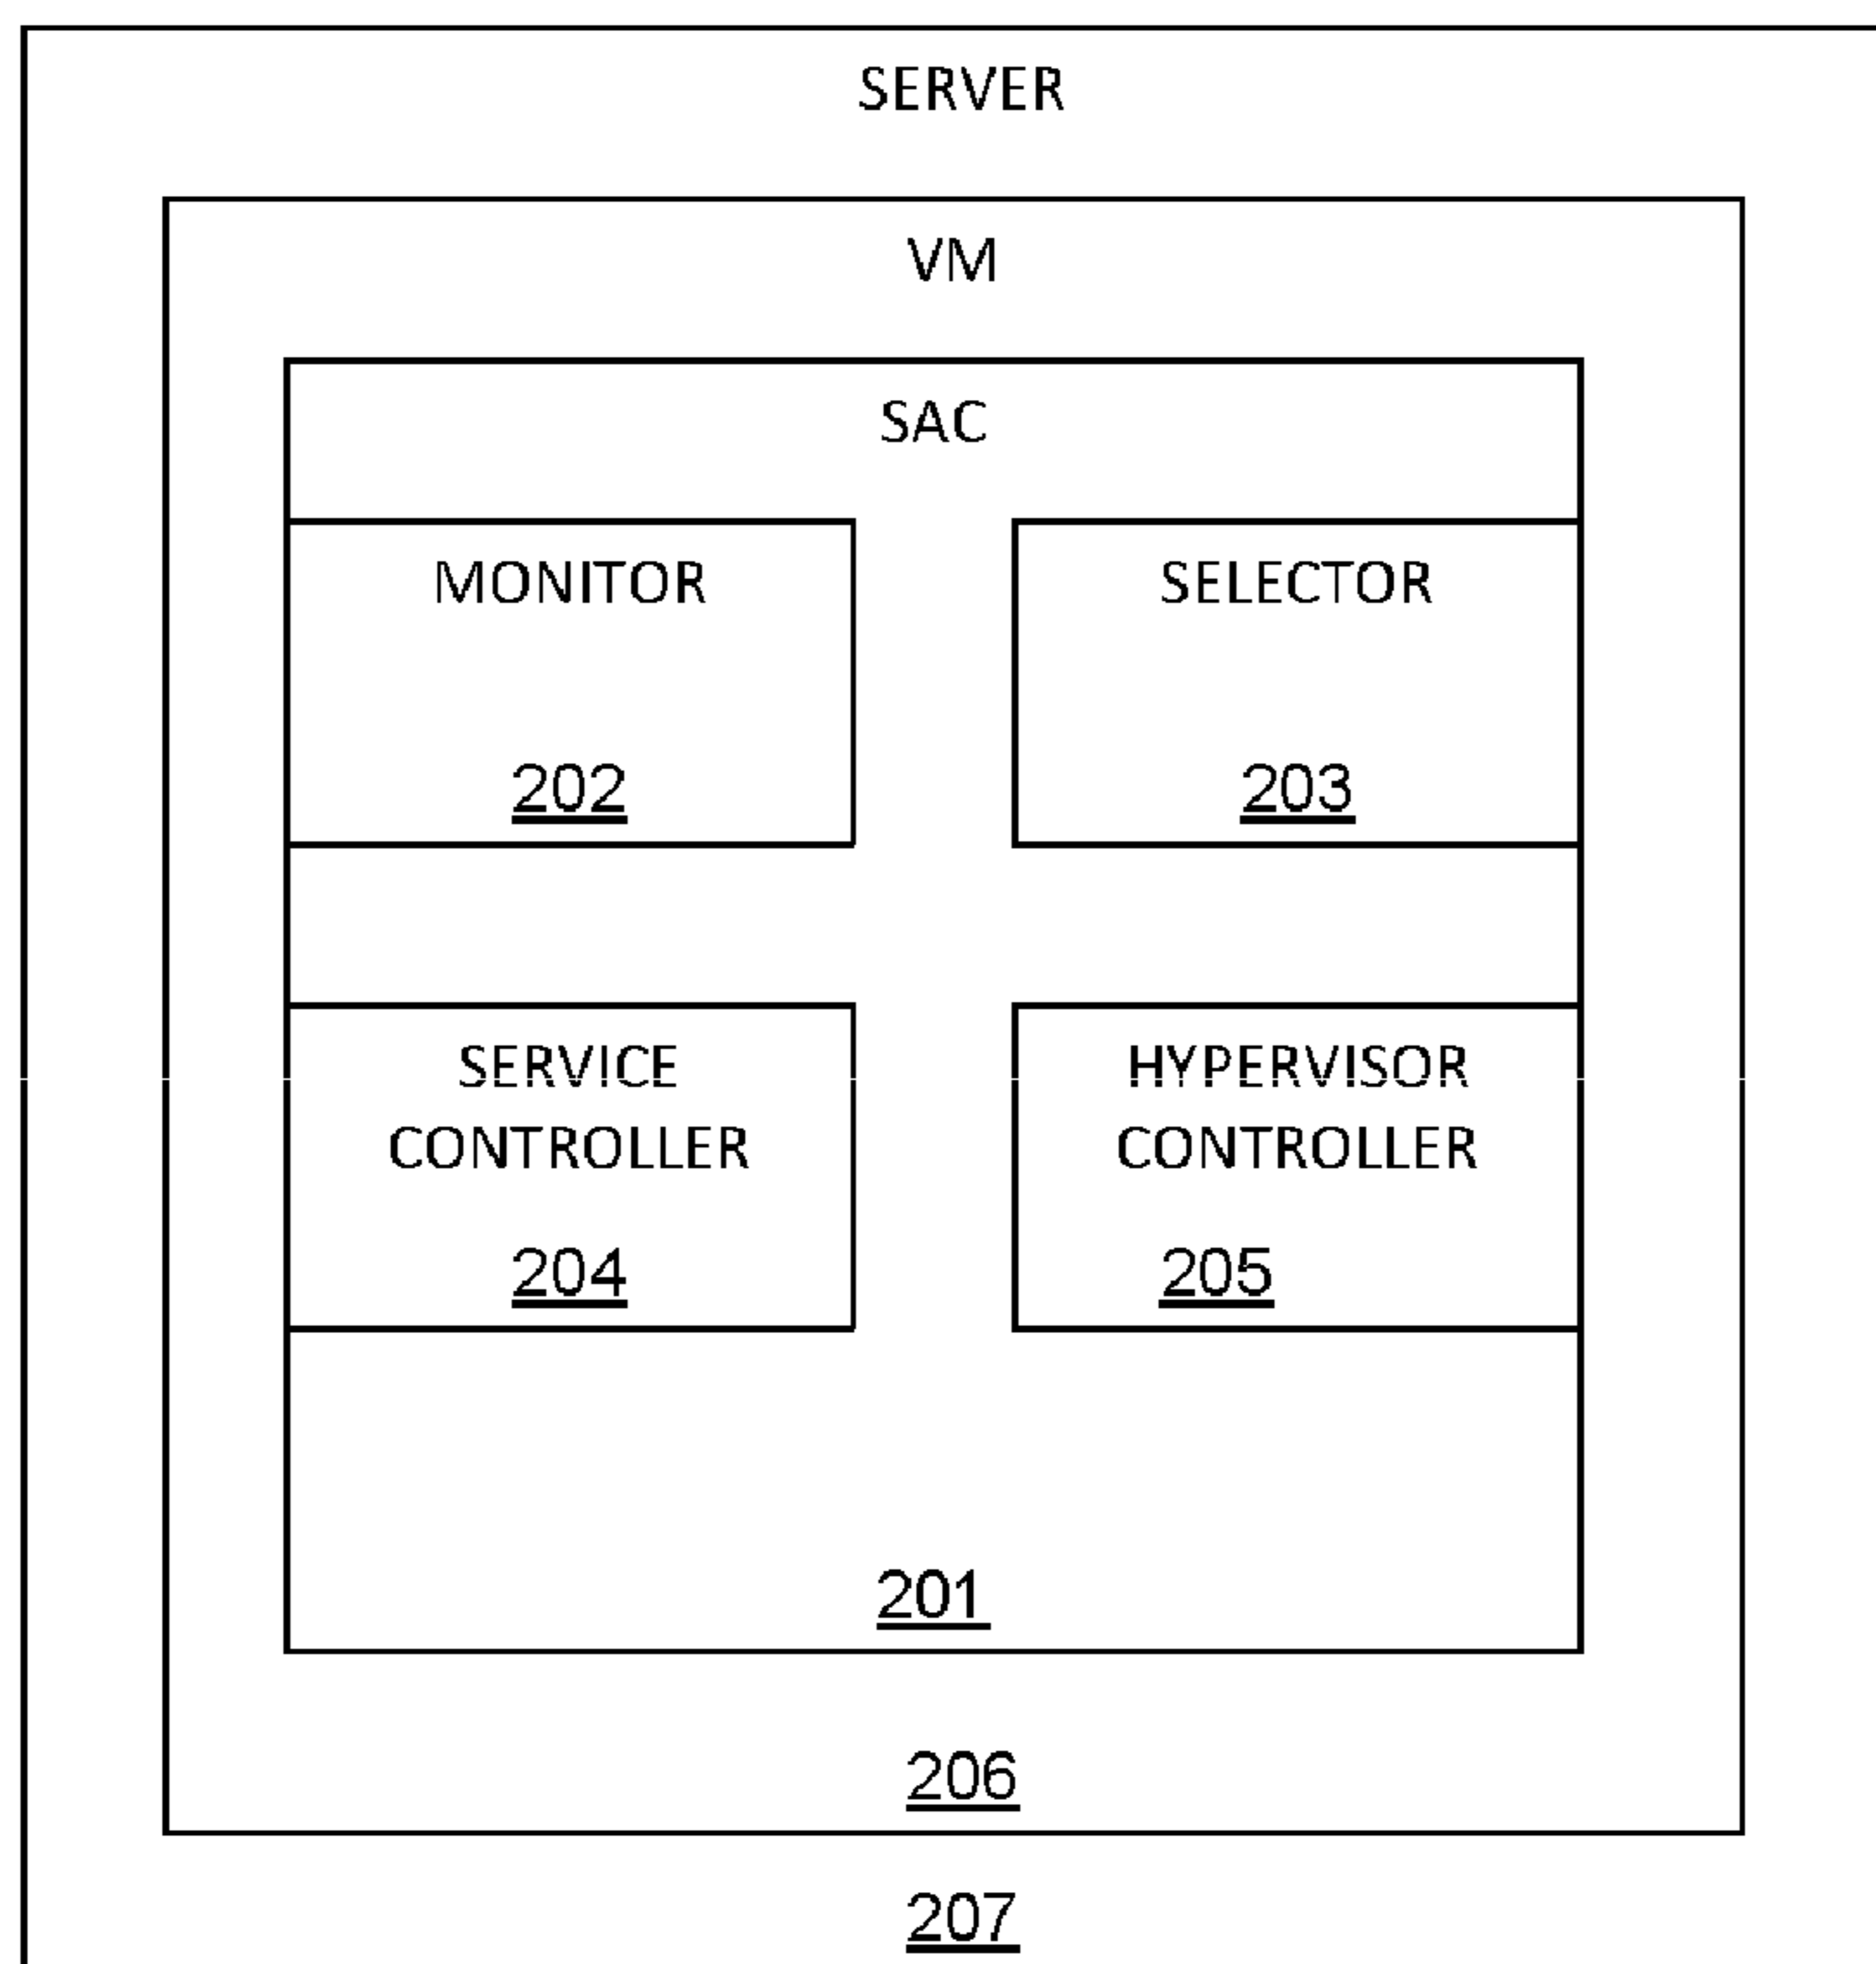 SERVER
VM
SAC
MONITOR
202
SELECTOR
203
SERVICE
CONTROLLER
204
HYPERVISOR
CONTROLLER
205
201
206
207